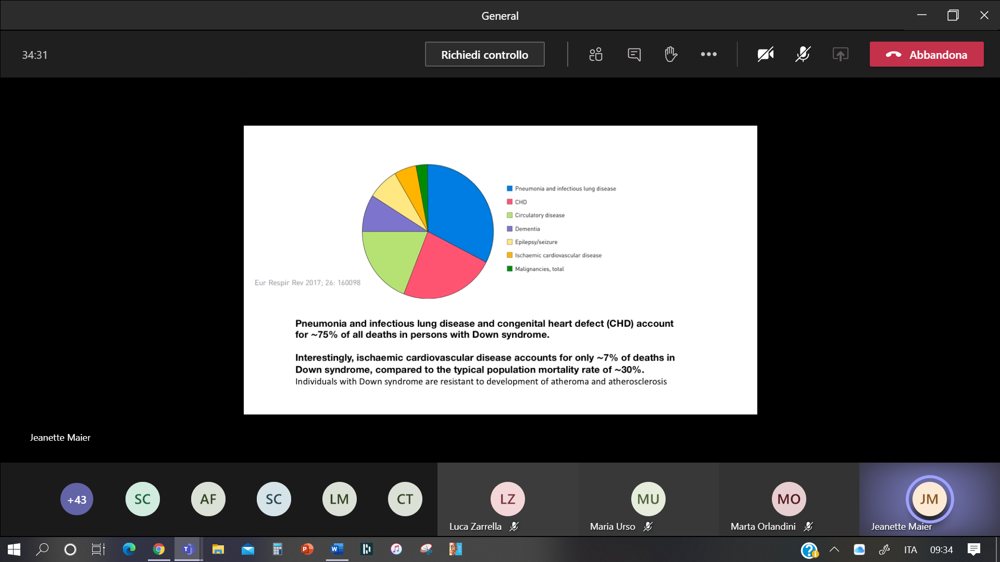 General
34:31
Richiedi controllo
Abbandona
Pneumonia and infectious lung disease
CHD
Circulatory disease
Dementia
Epilepsy/seizure
Ischaemic cardiovascular disease
Malignancies, total
Eur Respir Rev 2017; 26: 160098
Pneumonia and infectious lung disease and congenital heart defect (CHD) account
for ~75% of all deaths in persons with Down syndrome.
Interestingly, ischaemic cardiovascular disease accounts for only ~7% of deaths in
Down syndrome, compared to the typical population mortality rate of ~30%.
Individuals with Down syndrome are resistant to development of atheroma and atherosclerosis
Jeanette Maier
+43
SC
AF
SC
LM
CT
LZ
Luca Zarrella
MU
Maria Urso
MO
Marta Orlandini
JM
Jeanette Maier
ITA
09:34